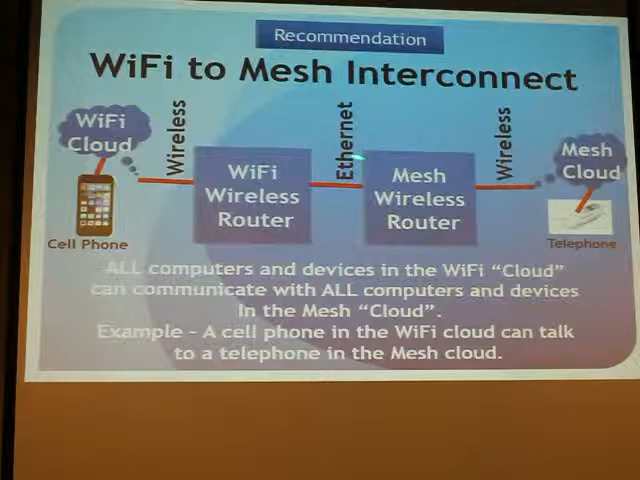 Recommendation
WiFi to Mesh Interconnect
WiFi
Cloud
Wireless
Ethernet
Wireless
Mesh
Cloud
WiFi
Wireless
Router
Mesh
Wireless
Router
Cell Phone
Telephone
ALL computers and devices in the WiFi “Cloud”
can communicate with ALL computers and devices
in the Mesh “Cloud”.
Example – A cell phone in the WiFi cloud can talk
to a telephone in the Mesh cloud.